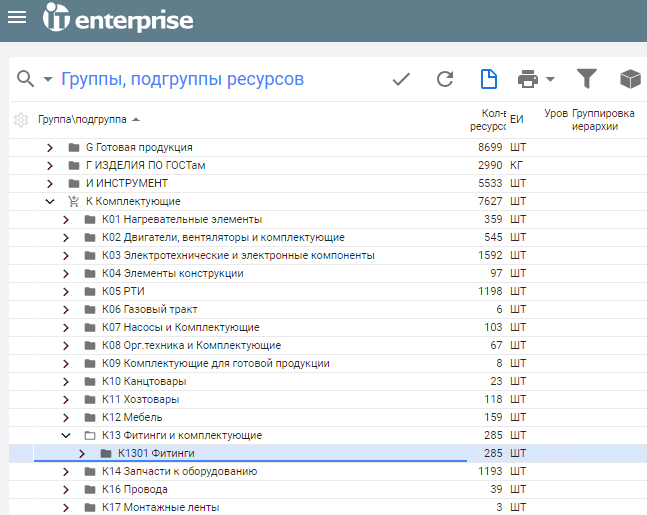 IT enterprise
Группы, подгруппы ресурсов
Группа\подгруппа Кол-в ресурсс ЕИ Уров Группировка иерархии
G Готовая продукция 8699 ШТ
Г ИЗДЕЛИЯ ПО ГОСТам 2990 КГ
И ИНСТРУМЕНТ 5533 ШТ
К Комплектующие 7627 ШТ
К01 Нагревательные элементы 359 ШТ
К02 Двигатели, вентяляторы и комплектующие 545 ШТ
К03 Электротехнические и электронные компоненты 1592 ШТ
К04 Элементы конструкции 97 ШТ
К05 РТИ 1198 ШТ
К06 Газовый тракт 6 ШТ
К07 Насосы и Комплектующие 103 ШТ
К08 Орг.техника и Комплектующие 67 ШТ
К09 Комплектующие для готовой продукции 8 ШТ
К10 Канцтовары 23 ШТ
К11 Хозтовары 118 ШТ
К12 Мебель 159 ШТ
К13 Фитинги и комплектующие 285 ШТ
К1301 Фитинги 285 ШТ
К14 Запчасти к оборудованию 1193 ШТ
К16 Провода 39 ШТ
К17 Монтажные ленты 3 ШТ